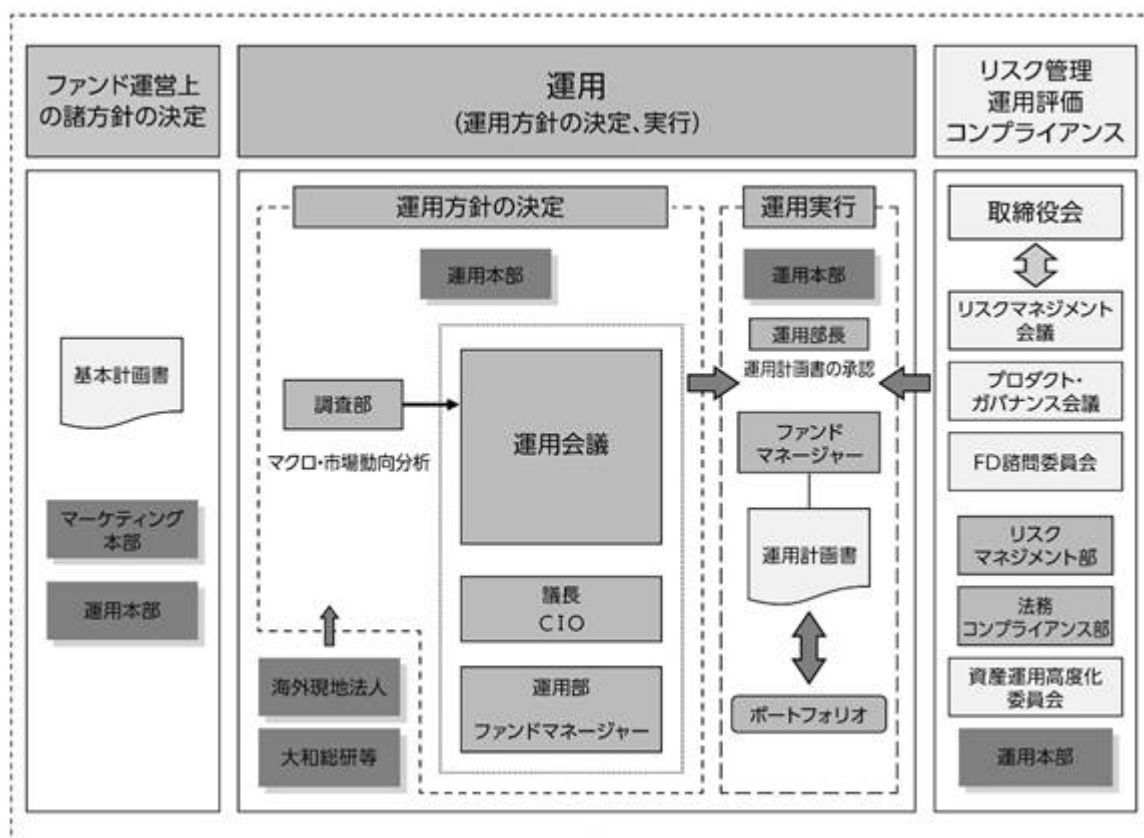 ファンド運営上
の諸方針の決定
運用
(運用方針の決定、実行)
リスク管理
運用評価
コンプライアンス
基本計画書
マーケティング
本部
運用本部
運用方針の決定
運用本部
調査部
マクロ・市場動向分析
運用会議
議長
CIO
運用部
ファンドマネージャー
海外現地法人
大和総研等
運用実行
運用本部
運用部長
運用計画書の承認
ファンド
マネージャー
運用計画書
ポートフォリオ
取締役会
リスクマネジメント
会議
プロダクト・
ガバナンス会議
FD諮問委員会
リスク
マネジメント部
法務
コンプライアンス部
資産運用高度化
委員会
運用本部